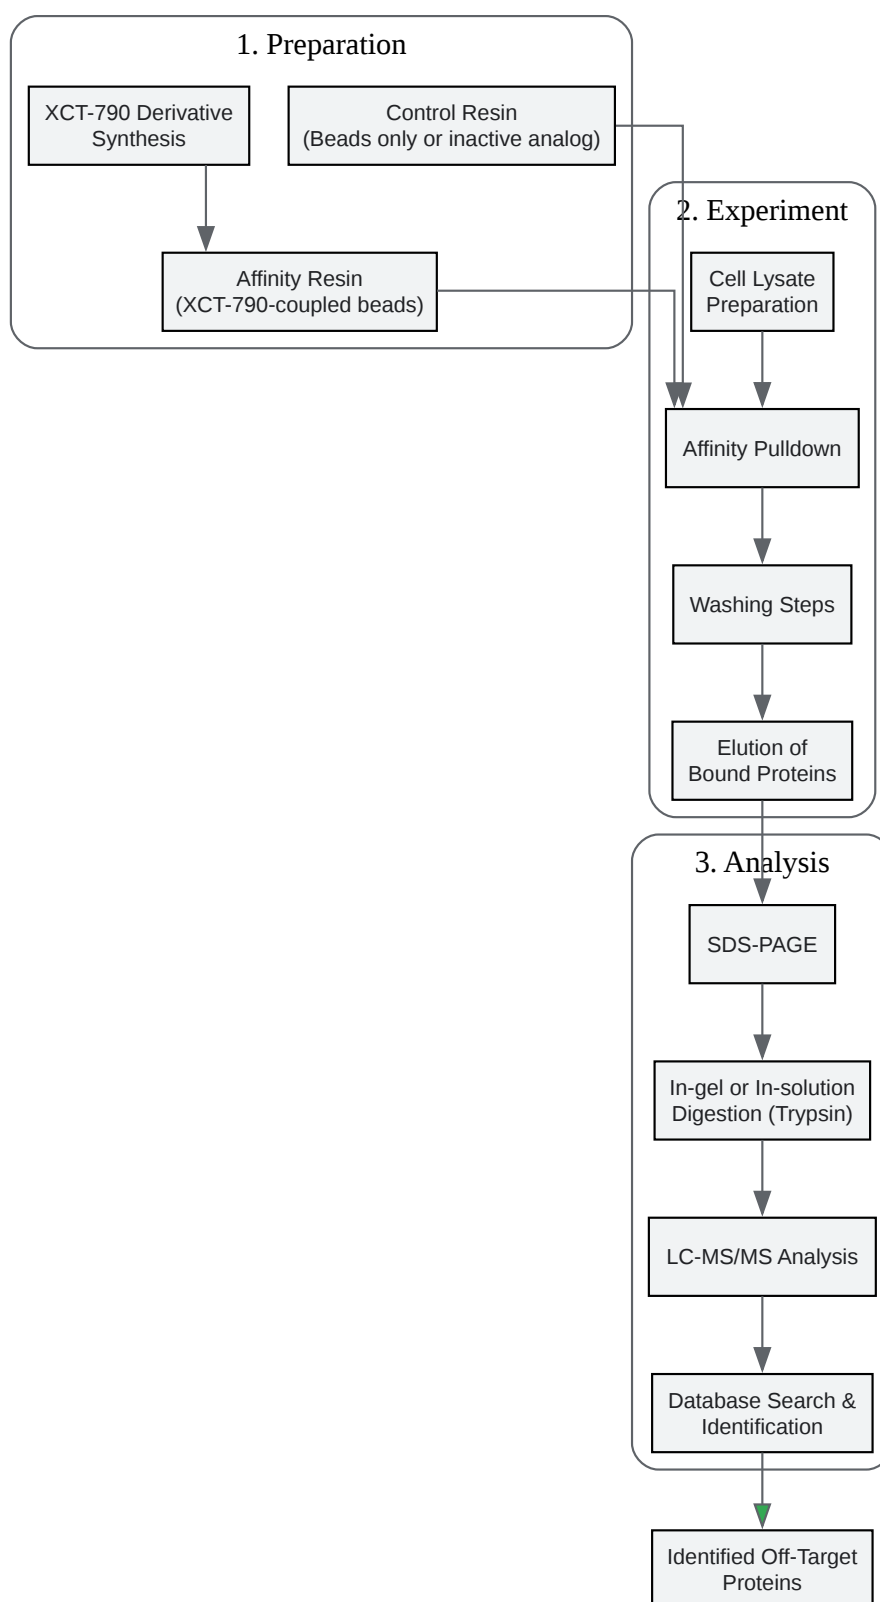 1. Preparation
XCT-790 Derivative
Synthesis
Control Resin
(Beads only or inactive analog)
Affinity Resin
(XCT-790-coupled beads)
2. Experiment
Cell Lysate
Preparation
Affinity Pulldown
Washing Steps
Elution of
Bound Proteins
3. Analysis
SDS-PAGE
In-gel or In-solution
Digestion (Trypsin)
LC-MS/MS Analysis
Database Search &
Identification
Identified Off-Target
Proteins